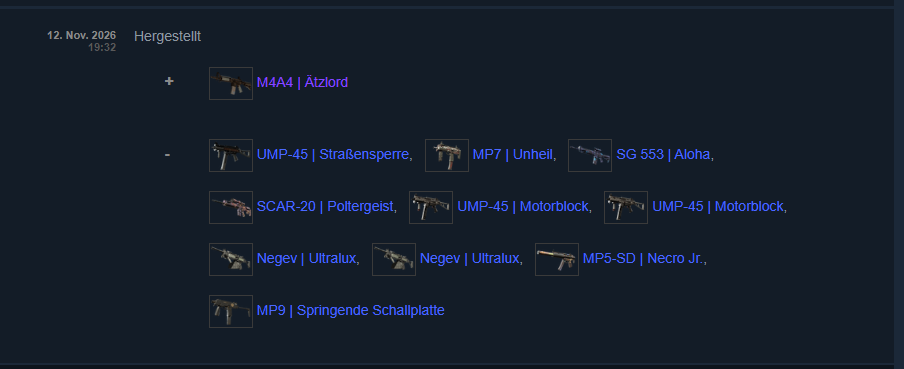 12. Nov. 2026 Hergestellt
19:32
+ M4A4 | Ätzlord
- UMP-45 | Straßensperre, MP7 | Unheil, SG 553 | Aloha,
SCAR-20 | Poltergeist, UMP-45 | Motorblock, UMP-45 | Motorblock,
Negev | Ultralux, Negev | Ultralux, MP5-SD | Necro Jr.,
MP9 | Springende Schallplatte